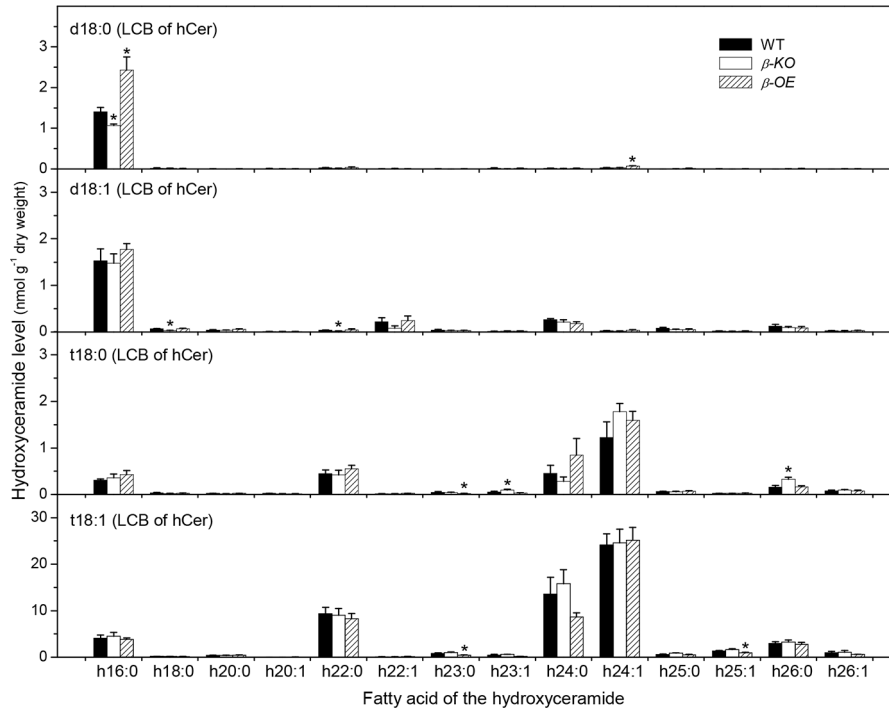 d18:0 (LCB of hCer)
WT
β-KO
β-OE
3
2
1
0
*
*
*
d18:1 (LCB of hCer)
3
2
1
0
*
*
t18:0 (LCB of hCer)
3
2
1
0
*
*
*
t18:1 (LCB of hCer)
30
20
10
0
*
*
Hydroxyceramide level (nmol g-1 dry weight)
h16:0 h18:0 h20:0 h20:1 h22:0 h22:1 h23:0 h23:1 h24:0 h24:1 h25:0 h25:1 h26:0 h26:1
Fatty acid of the hydroxyceramide